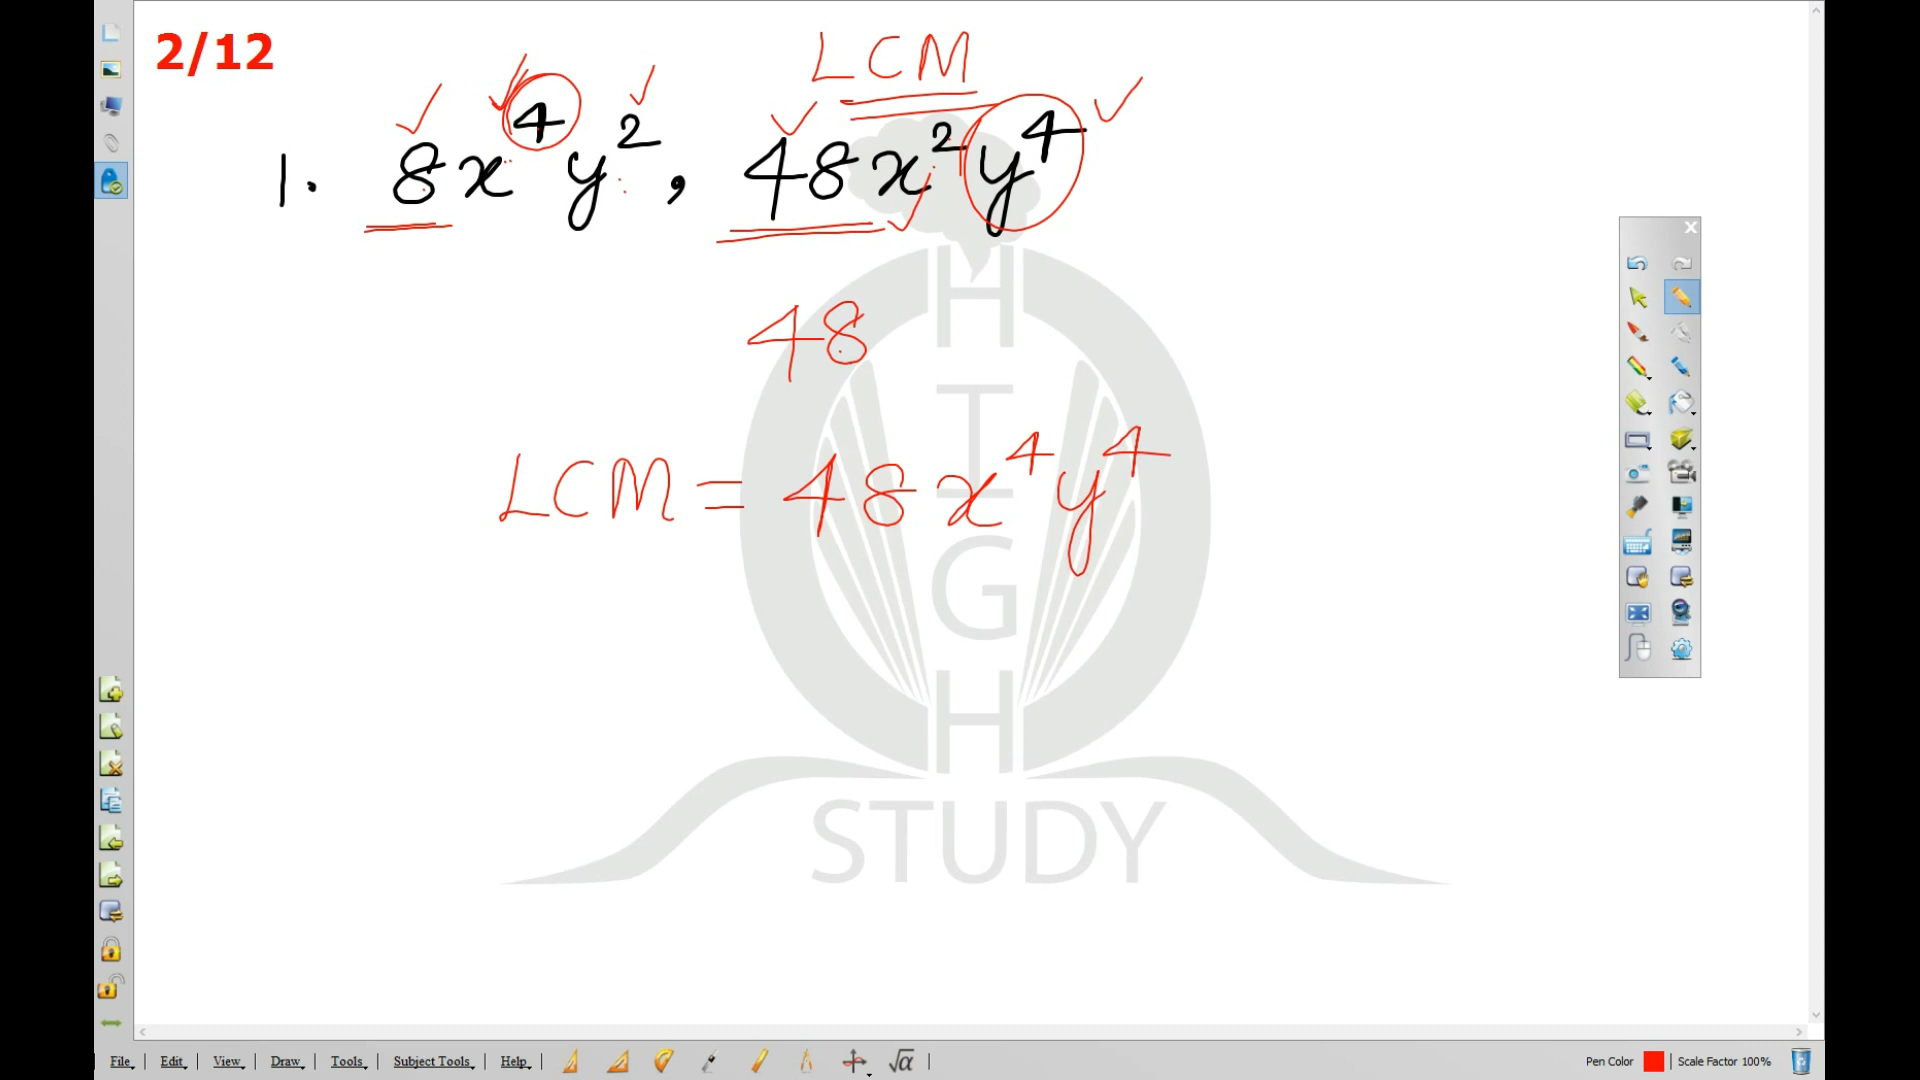 2/12
LCM
1. 8x⁴y², 48x²y⁴
48
LCM = 48x⁴y⁴
H
I
G
H
STUDY
File Edit View Draw Tools Subject Tools Help √α Pen Color Scale Factor 100%